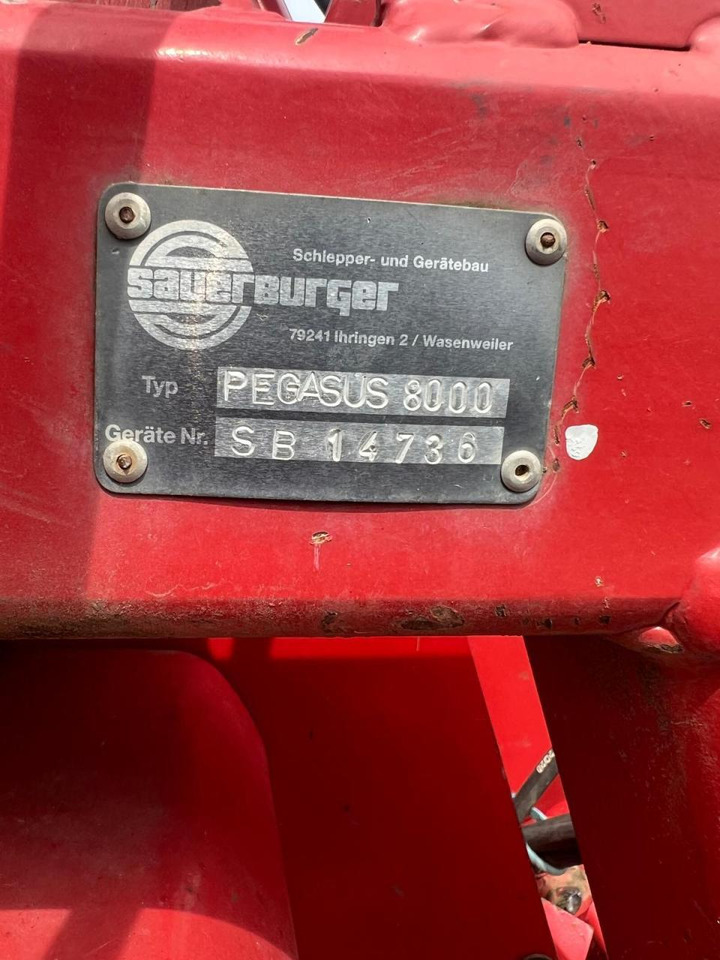 Schlepper- und Gerätebau
sauerburger
79241 Ihringen 2 / Wasenweiler
Typ PEGASUS 8000
Geräte Nr. SB 14736